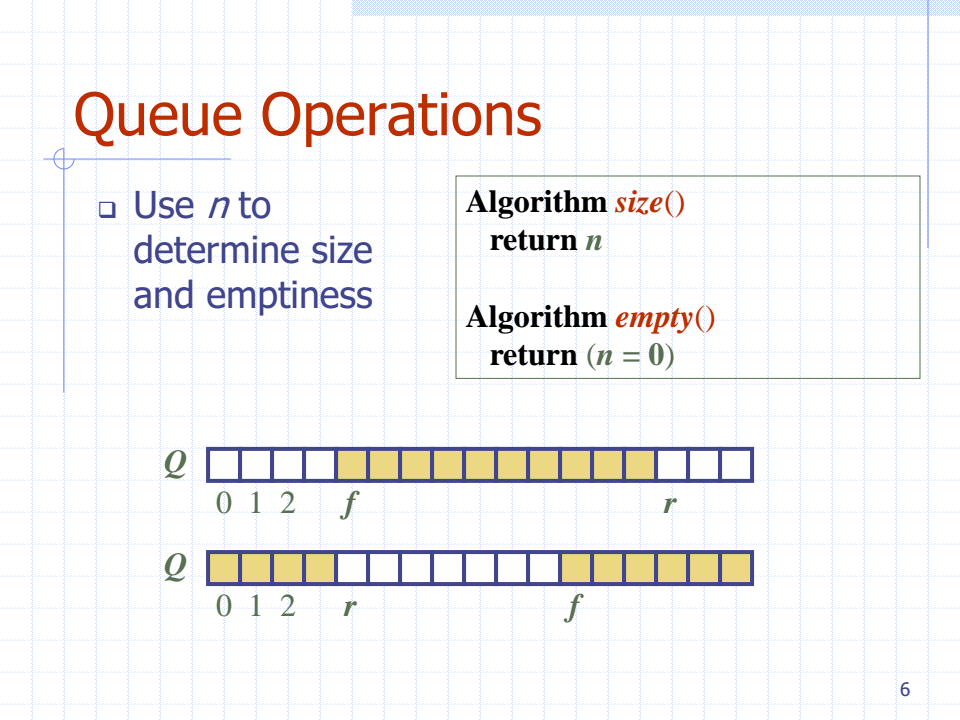 Queue Operations
Use n to
determine size
and emptiness
Algorithm size()
return n
Algorithm empty()
return (n = 0)
Q
0 1 2 f r
Q
0 1 2 r f
6